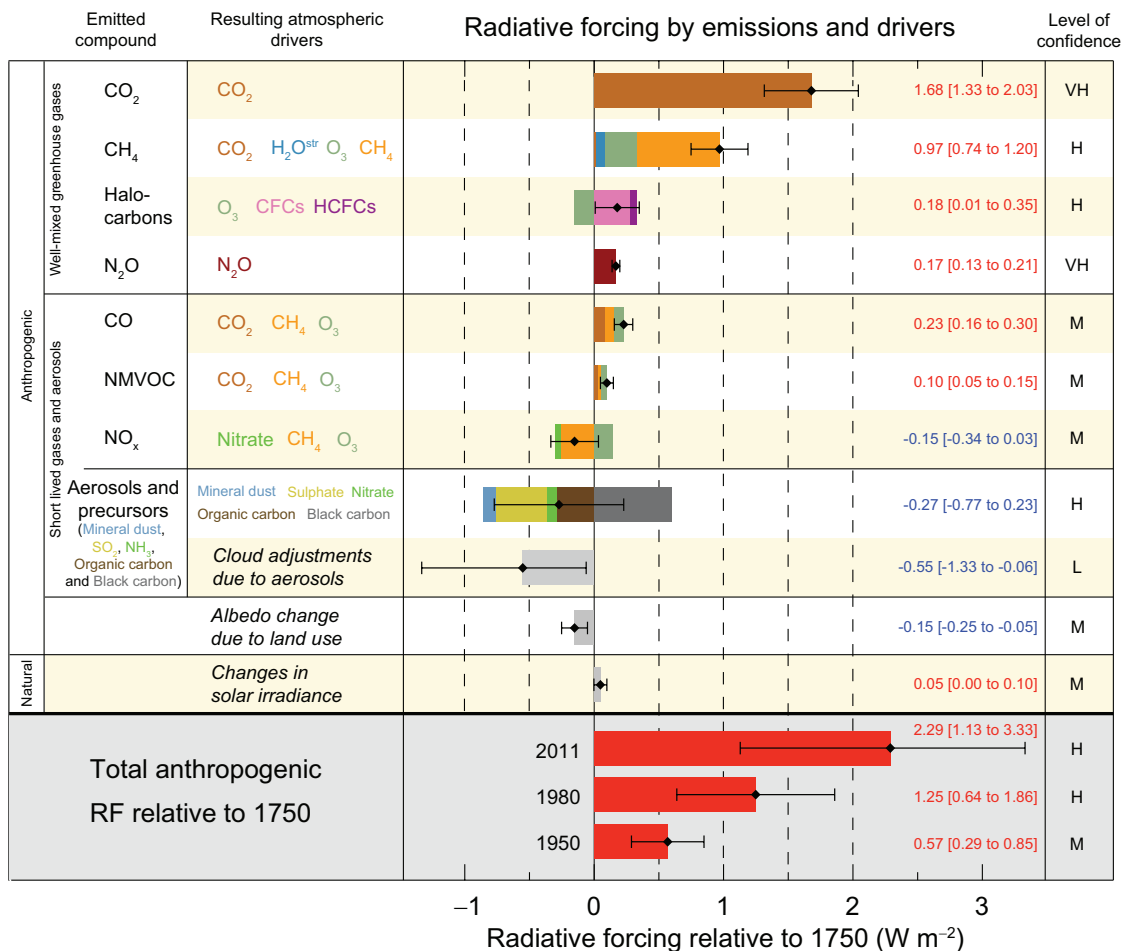 Emitted compound
Resulting atmospheric drivers
Radiative forcing by emissions and drivers
Level of confidence
Anthropogenic
Well-mixed greenhouse gases
CO₂
CO₂
1.68 [1.33 to 2.03]
VH
CH₄
CO₂ H₂Oˢᵗʳ O₃ CH₄
0.97 [0.74 to 1.20]
H
Halo-
carbons
O₃ CFCs HCFCs
0.18 [0.01 to 0.35]
H
N₂O
N₂O
0.17 [0.13 to 0.21]
VH
Short lived gases and aerosols
CO
CO₂ CH₄ O₃
0.23 [0.16 to 0.30]
M
NMVOC
CO₂ CH₄ O₃
0.10 [0.05 to 0.15]
M
NOₓ
Nitrate CH₄ O₃
-0.15 [-0.34 to 0.03]
M
Aerosols and
precursors
(Mineral dust,
SO₂, NH₃,
Organic carbon
and Black carbon)
Mineral dust Sulphate Nitrate
Organic carbon Black carbon
-0.27 [-0.77 to 0.23]
H
Cloud adjustments
due to aerosols
-0.55 [-1.33 to -0.06]
L
Albedo change
due to land use
-0.15 [-0.25 to -0.05]
M
Natural
Changes in
solar irradiance
0.05 [0.00 to 0.10]
M
Total anthropogenic
RF relative to 1750
2011
2.29 [1.13 to 3.33]
H
1980
1.25 [0.64 to 1.86]
H
1950
0.57 [0.29 to 0.85]
M
−1 0 1 2 3
Radiative forcing relative to 1750 (W m⁻²)